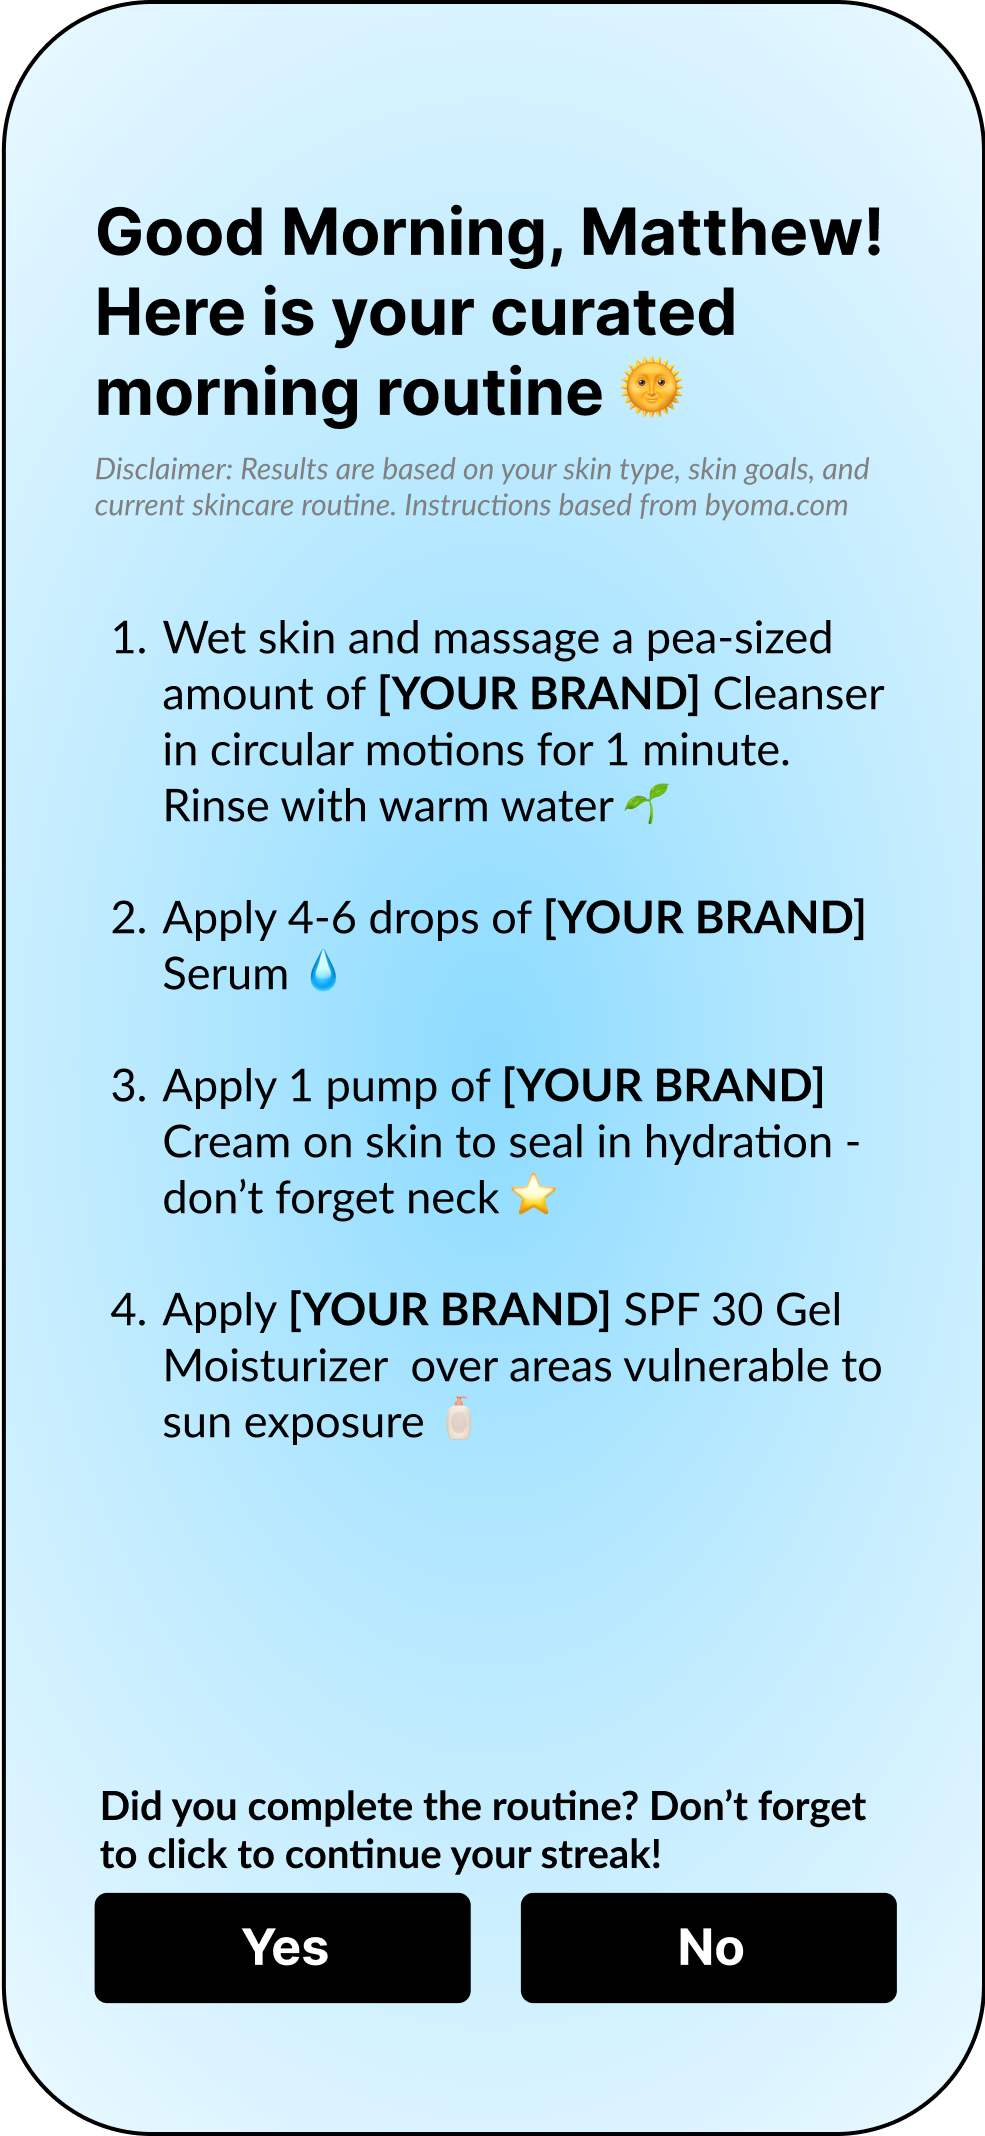 Good Morning, Matthew!
Here is your curated
morning routine 🌞
Disclaimer: Results are based on your skin type, skin goals, and
current skincare routine. Instructions based from byoma.com
1. Wet skin and massage a pea-sized
amount of [YOUR BRAND] Cleanser
in circular motions for 1 minute.
Rinse with warm water 🌱
2. Apply 4-6 drops of [YOUR BRAND]
Serum 💧
3. Apply 1 pump of [YOUR BRAND]
Cream on skin to seal in hydration -
don’t forget neck ⭐
4. Apply [YOUR BRAND] SPF 30 Gel
Moisturizer  over areas vulnerable to
sun exposure 🧴
Did you complete the routine? Don’t forget
to click to continue your streak!
Yes
No